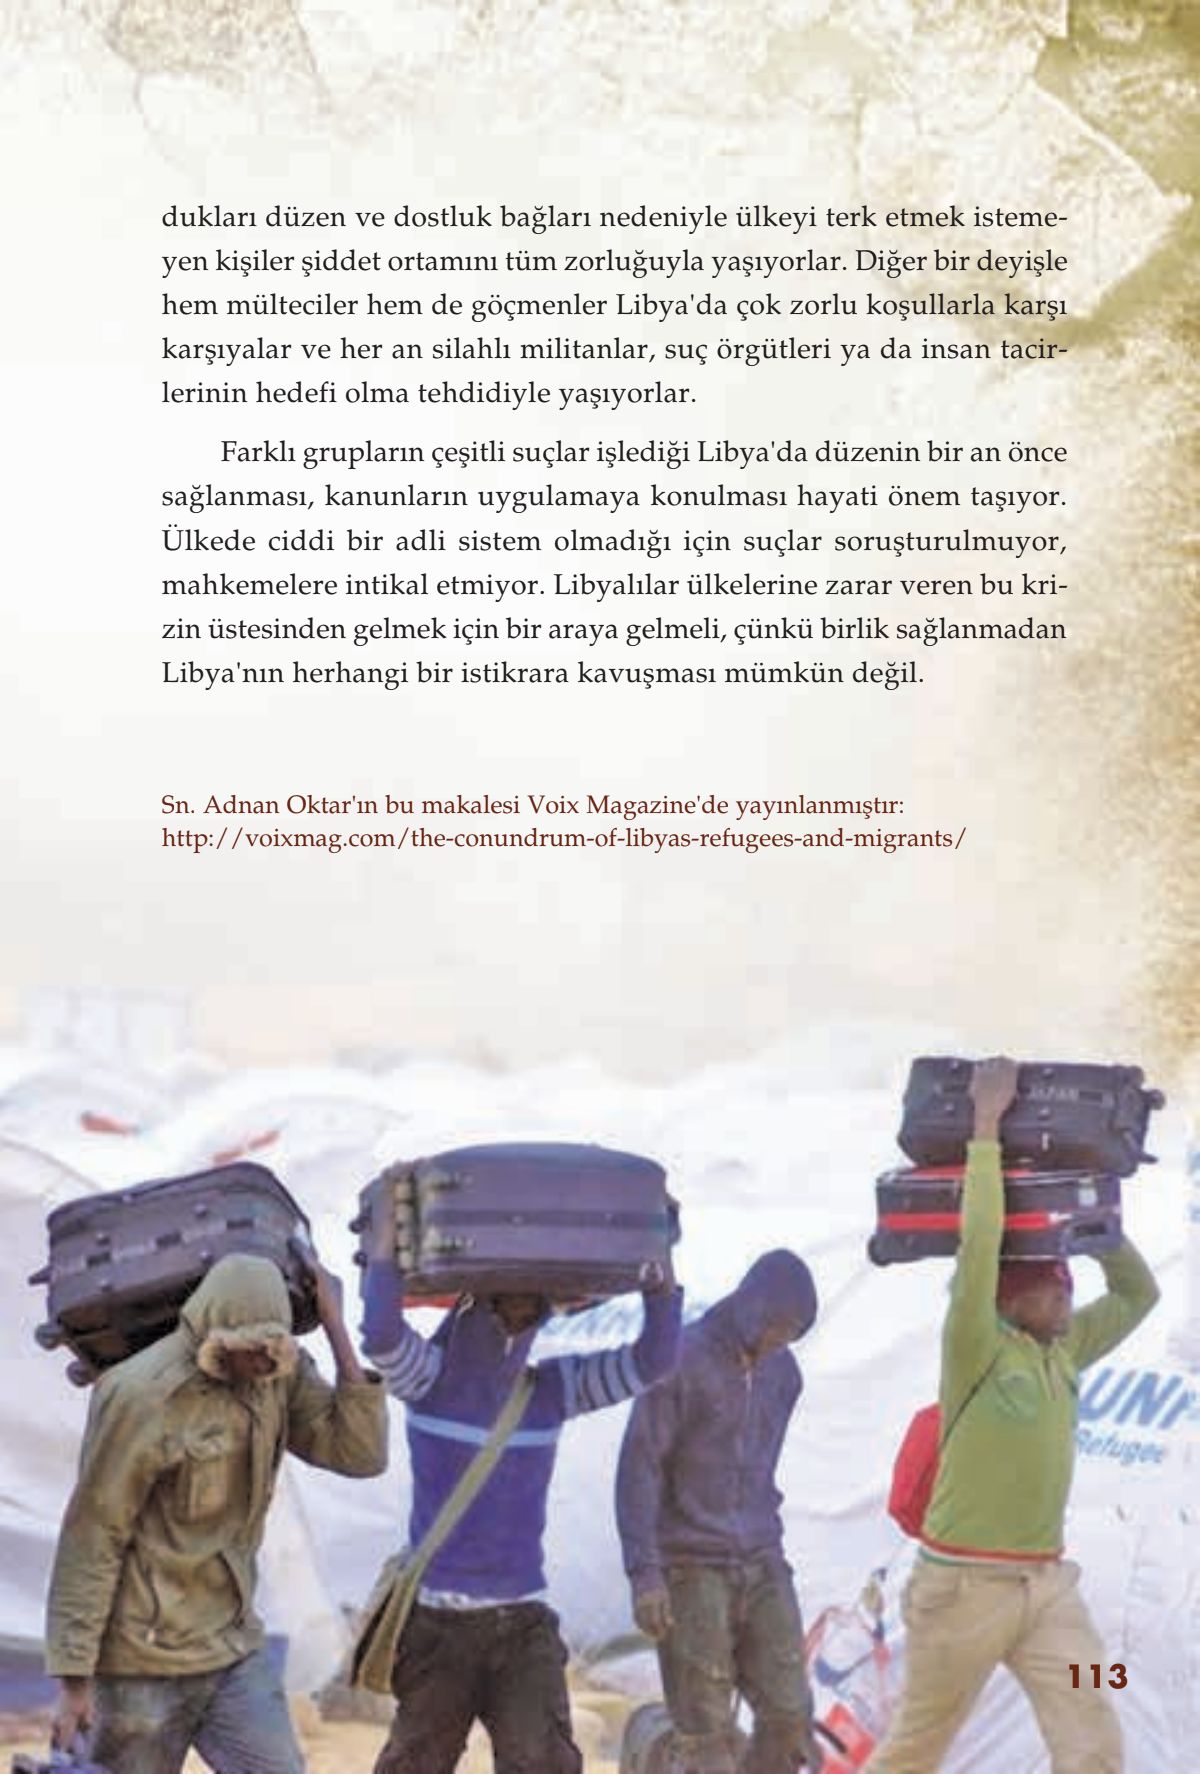 dukları düzen ve dostluk bağları nedeniyle ülkeyi terk etmek isteme-
yen kişiler şiddet ortamını tüm zorluğuyla yaşıyorlar. Diğer bir deyişle
hem mülteciler hem de göçmenler Libya'da çok zorlu koşullarla karşı
karşıyalar ve her an silahlı militanlar, suç örgütleri ya da insan tacir-
lerinin hedefi olma tehdidiyle yaşıyorlar.
Farklı grupların çeşitli suçlar işlediği Libya'da düzenin bir an önce
sağlanması, kanunların uygulamaya konulması hayati önem taşıyor.
Ülkede ciddi bir adli sistem olmadığı için suçlar soruşturulmuyor,
mahkemelere intikal etmiyor. Libyalılar ülkelerine zarar veren bu kri-
zin üstesinden gelmek için bir araya gelmeli, çünkü birlik sağlanmadan
Libya'nın herhangi bir istikrara kavuşması mümkün değil.
Sn. Adnan Oktar'ın bu makalesi Voix Magazine'de yayınlanmıştır:
http://voixmag.com/the-conundrum-of-libyas-refugees-and-migrants/
JAPAN
UNH
Refugee
113